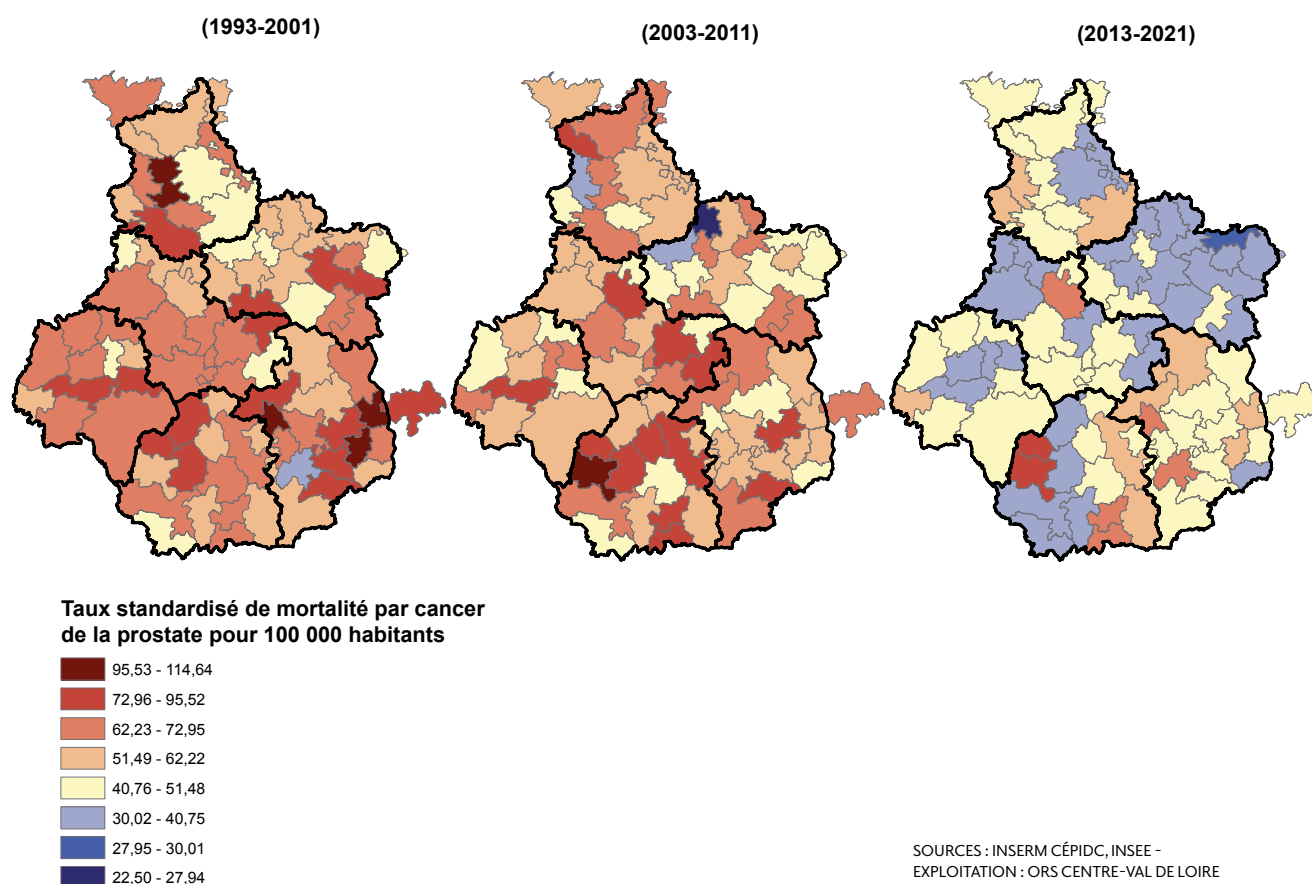 (1993-2001)
(2003-2011)
(2013-2021)
Taux standardisé de mortalité par cancer
de la prostate pour 100 000 habitants
95,53 - 114,64
72,96 - 95,52
62,23 - 72,95
51,49 - 62,22
40,76 - 51,48
30,02 - 40,75
27,95 - 30,01
22,50 - 27,94
SOURCES : INSERM CÉPIDC, INSEE -
EXPLOITATION : ORS CENTRE-VAL DE LOIRE